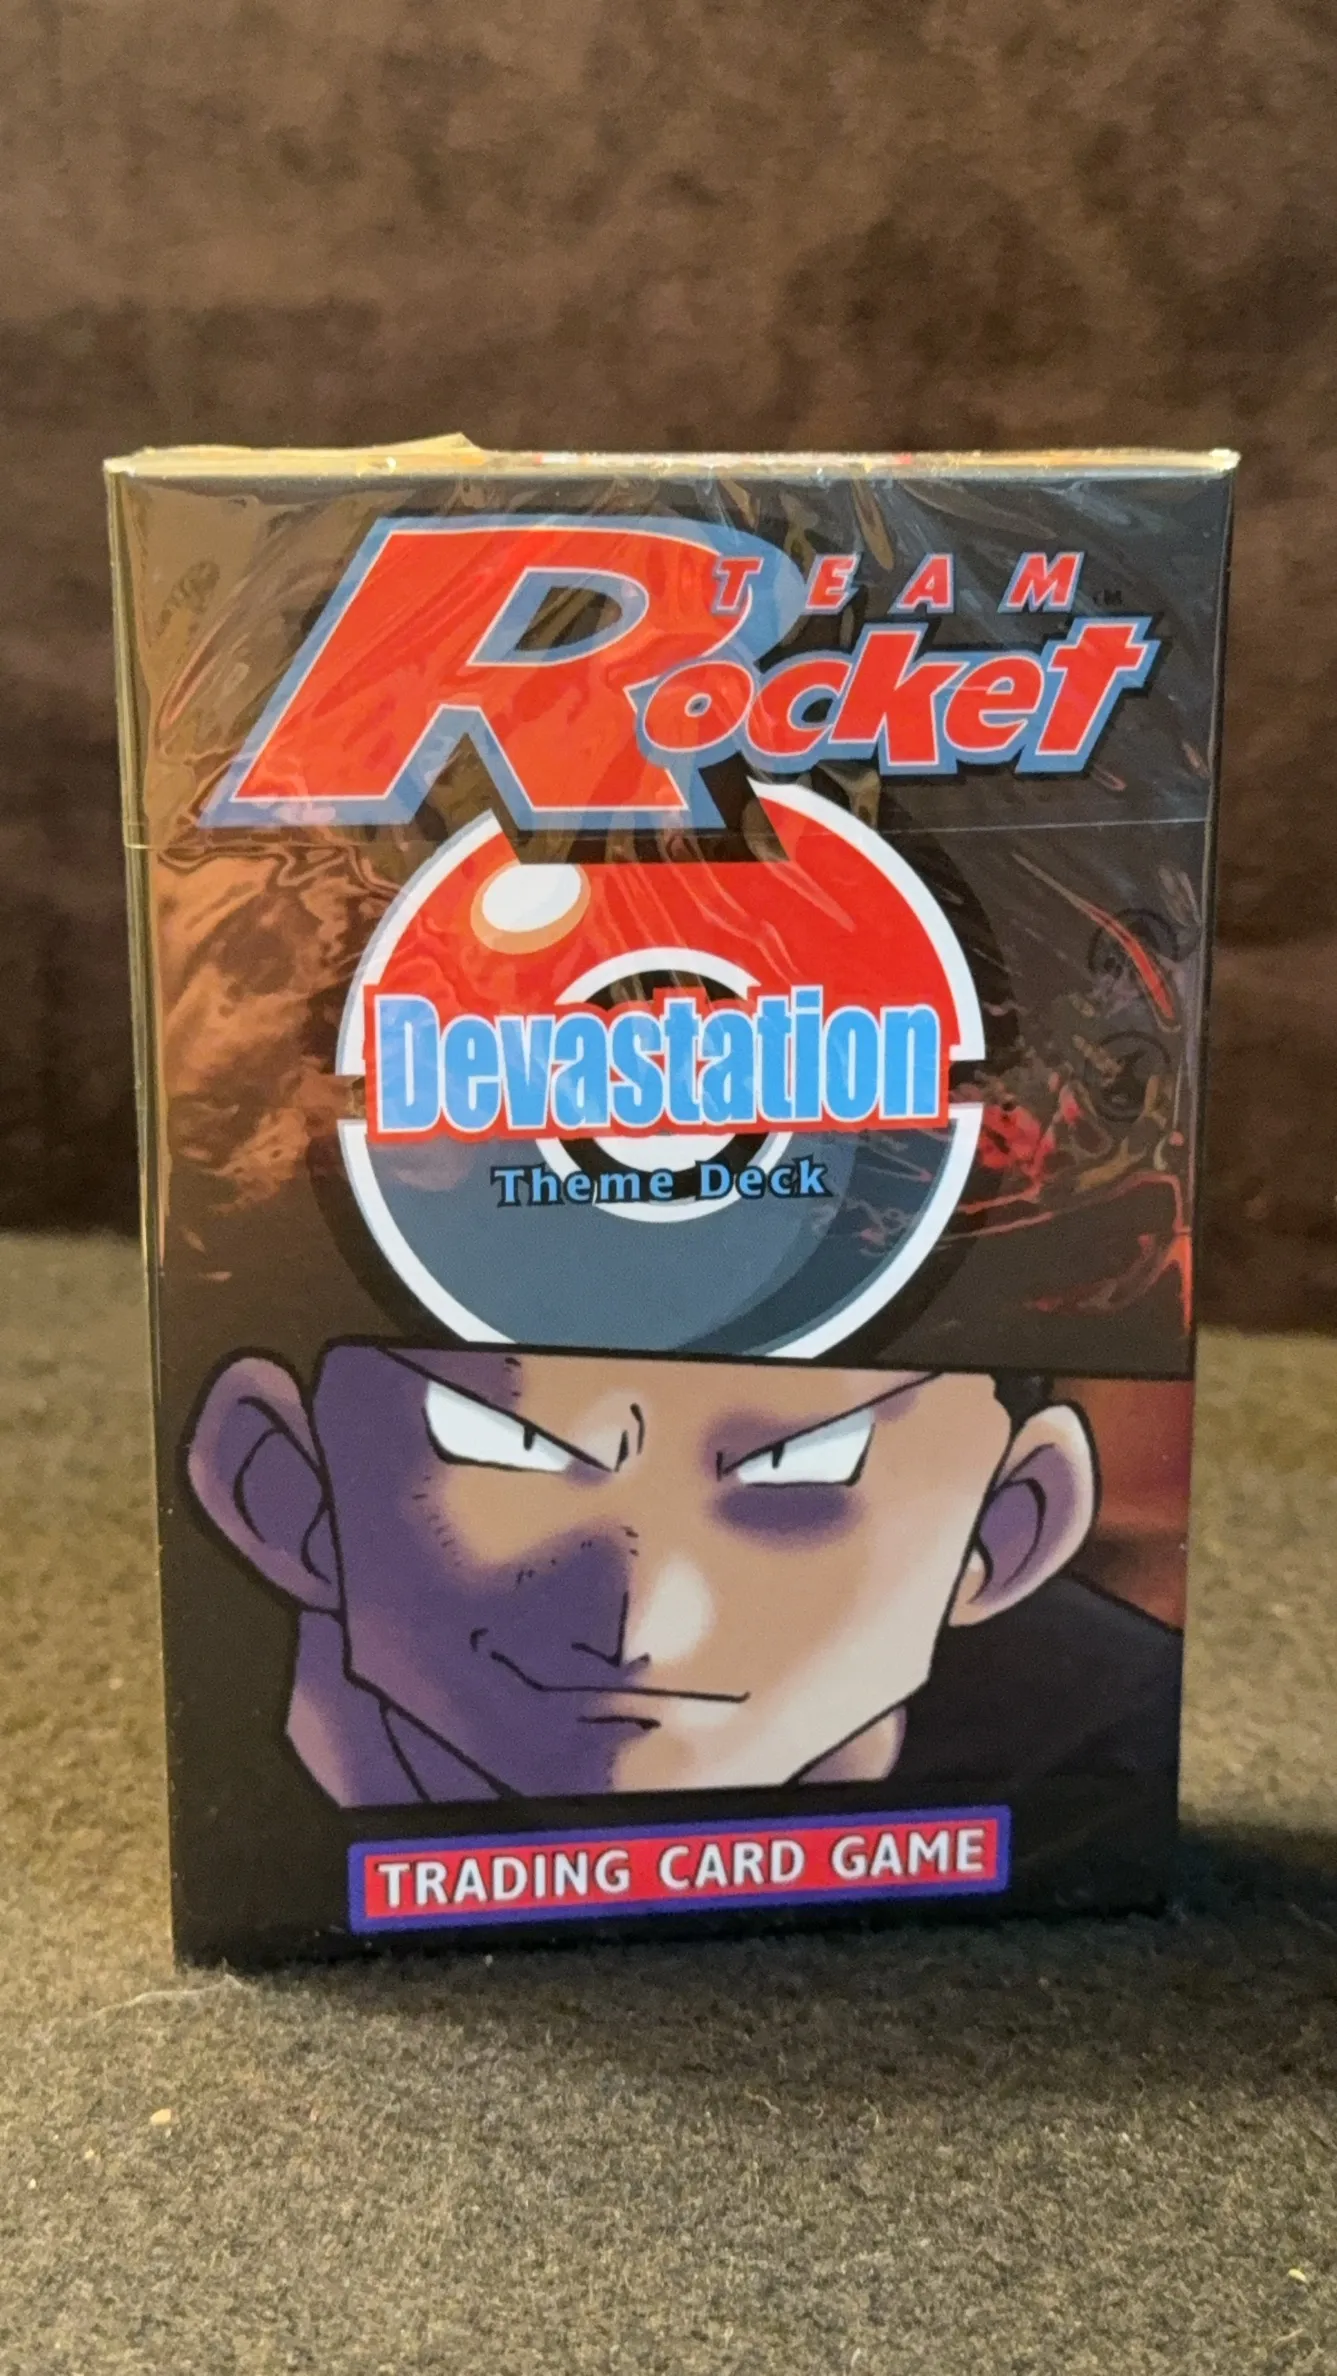 TEAM
Rocket
Devastation
Theme Deck
TRADING CARD GAME